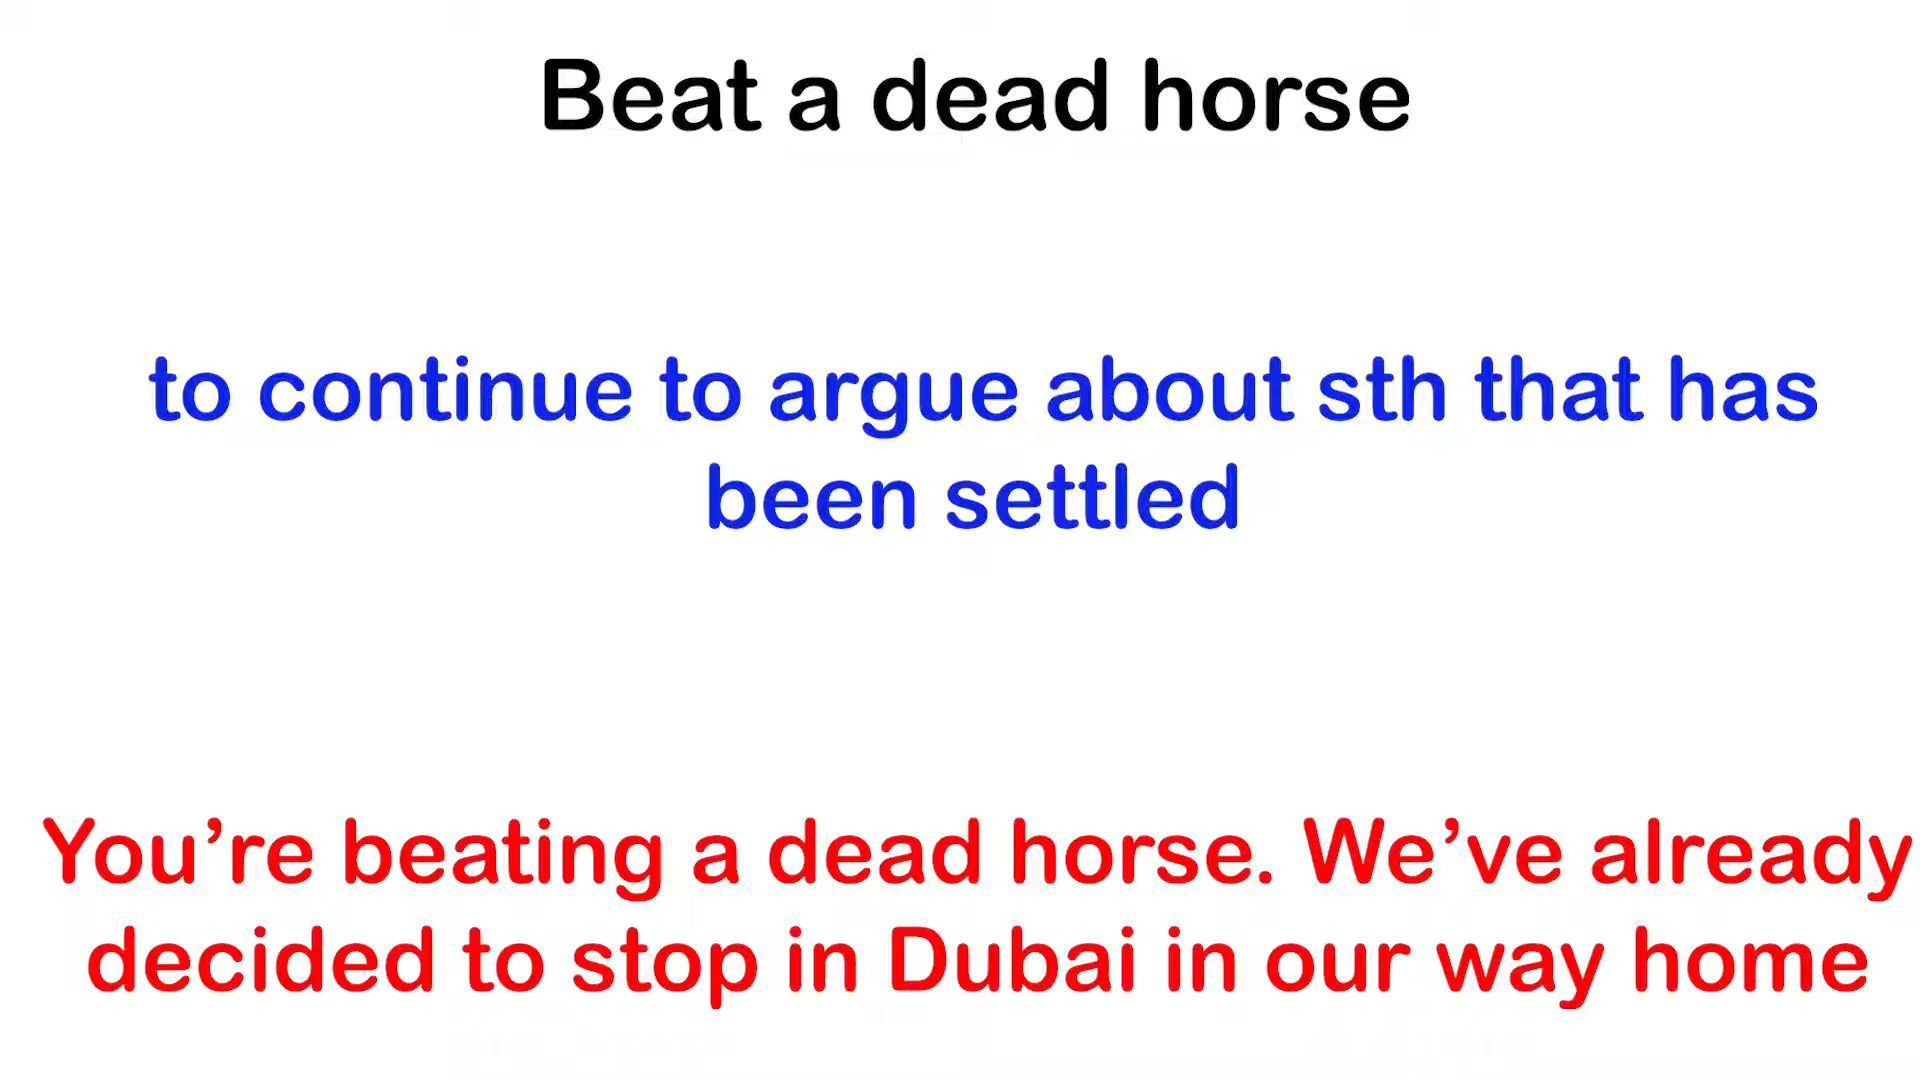 Beat a dead horse
to continue to argue about sth that has
been settled
You’re beating a dead horse. We’ve already
decided to stop in Dubai in our way home